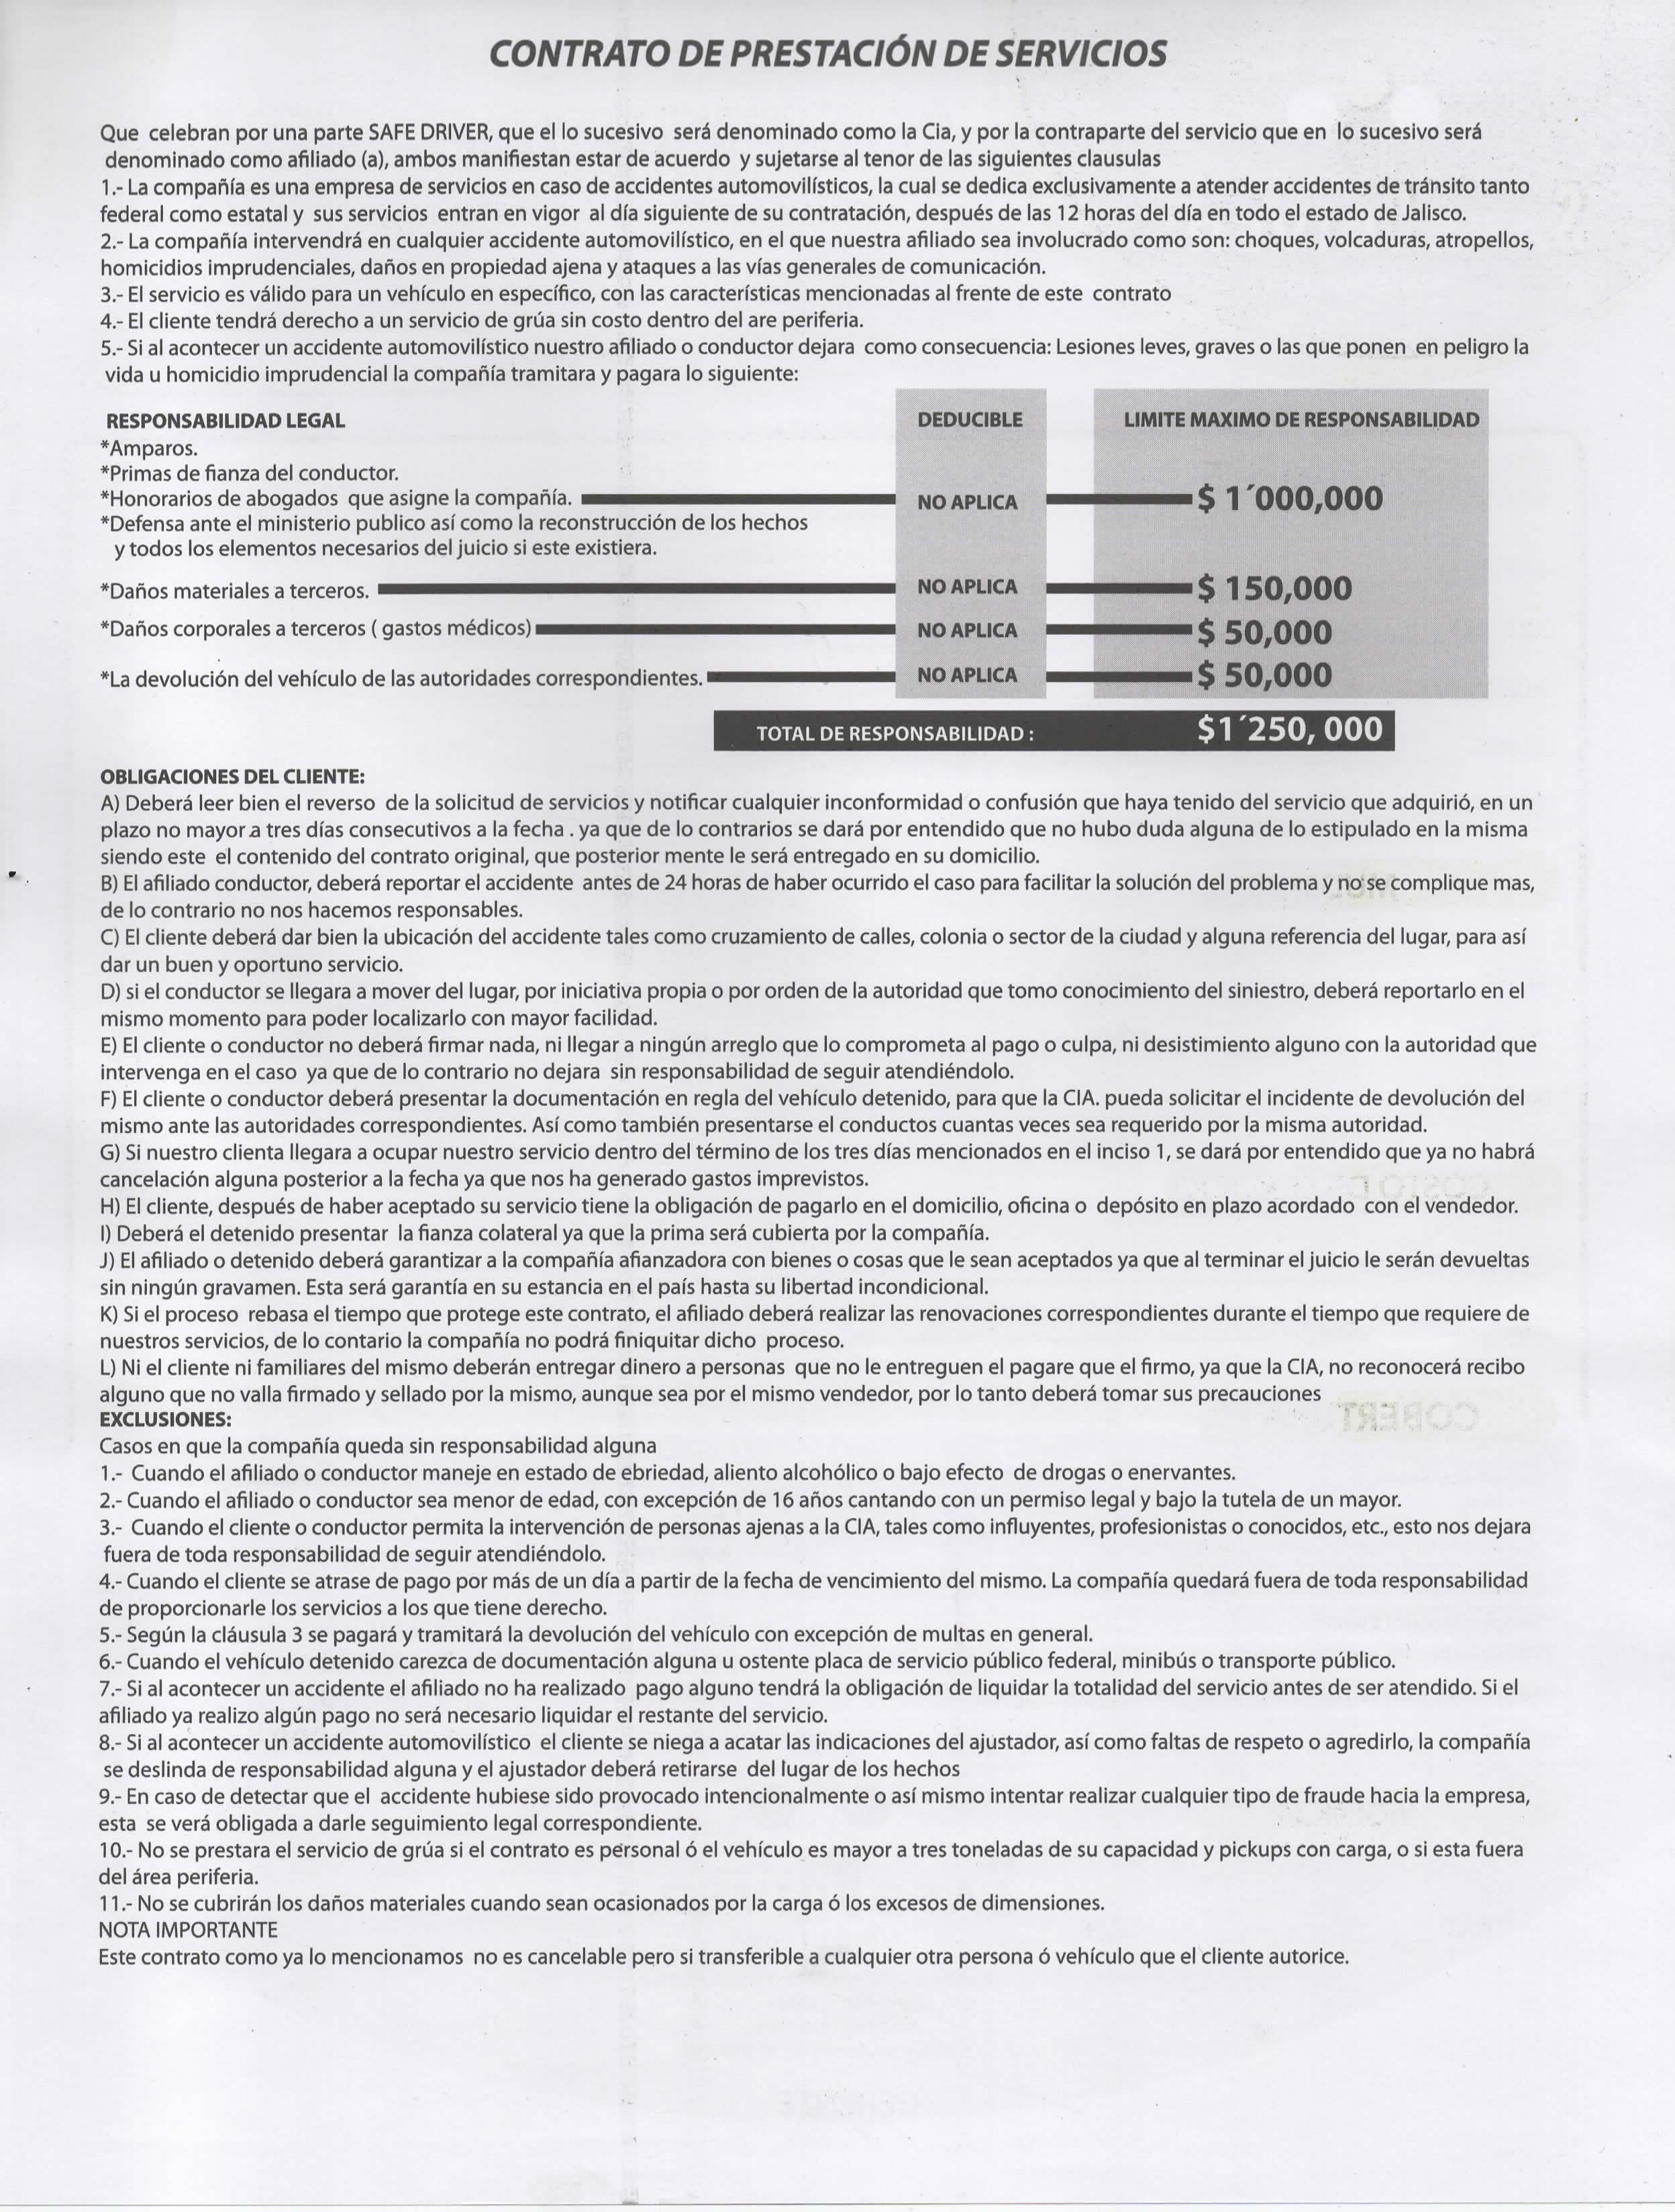 CONTRATO DE PRESTACIÓN DE SERVICIOS
Que celebran por una parte SAFE DRIVER, que el lo sucesivo será denominado como la Cia, y por la contraparte del servicio que en lo sucesivo será
denominado como afiliado (a), ambos manifiestan estar de acuerdo y sujetarse al tenor de las siguientes clausulas
1.- La compañía es una empresa de servicios en caso de accidentes automovilísticos, la cual se dedica exclusivamente a atender accidentes de tránsito tanto
federal como estatal y sus servicios entran en vigor al día siguiente de su contratación, después de las 12 horas del día en todo el estado de Jalisco.
2.- La compañía intervendrá en cualquier accidente automovilístico, en el que nuestra afiliado sea involucrado como son: choques, volcaduras, atropellos,
homicidios imprudenciales, daños en propiedad ajena y ataques a las vías generales de comunicación.
3.- El servicio es válido para un vehículo en específico, con las características mencionadas al frente de este contrato
4.- El cliente tendrá derecho a un servicio de grúa sin costo dentro del are periferia.
5.- Si al acontecer un accidente automovilístico nuestro afiliado o conductor dejara como consecuencia: Lesiones leves, graves o las que ponen en peligro la
vida u homicidio imprudencial la compañía tramitara y pagara lo siguiente:
RESPONSABILIDAD LEGAL DEDUCIBLE LIMITE MAXIMO DE RESPONSABILIDAD
*Amparos.
*Primas de fianza del conductor.
*Honorarios de abogados que asigne la compañía. NO APLICA $ 1´000,000
*Defensa ante el ministerio publico así como la reconstrucción de los hechos
y todos los elementos necesarios del juicio si este existiera.
*Daños materiales a terceros. NO APLICA $ 150,000
*Daños corporales a terceros ( gastos médicos) NO APLICA $ 50,000
*La devolución del vehículo de las autoridades correspondientes. NO APLICA $ 50,000
TOTAL DE RESPONSABILIDAD : $1´250, 000
OBLIGACIONES DEL CLIENTE:
A) Deberá leer bien el reverso de la solicitud de servicios y notificar cualquier inconformidad o confusión que haya tenido del servicio que adquirió, en un
plazo no mayor a tres días consecutivos a la fecha . ya que de lo contrarios se dará por entendido que no hubo duda alguna de lo estipulado en la misma
siendo este el contenido del contrato original, que posterior mente le será entregado en su domicilio.
B) El afiliado conductor, deberá reportar el accidente antes de 24 horas de haber ocurrido el caso para facilitar la solución del problema y no se complique mas,
de lo contrario no nos hacemos responsables.
C) El cliente deberá dar bien la ubicación del accidente tales como cruzamiento de calles, colonia o sector de la ciudad y alguna referencia del lugar, para así
dar un buen y oportuno servicio.
D) si el conductor se llegara a mover del lugar, por iniciativa propia o por orden de la autoridad que tomo conocimiento del siniestro, deberá reportarlo en el
mismo momento para poder localizarlo con mayor facilidad.
E) El cliente o conductor no deberá firmar nada, ni llegar a ningún arreglo que lo comprometa al pago o culpa, ni desistimiento alguno con la autoridad que
intervenga en el caso ya que de lo contrario no dejara sin responsabilidad de seguir atendiéndolo.
F) El cliente o conductor deberá presentar la documentación en regla del vehículo detenido, para que la CIA. pueda solicitar el incidente de devolución del
mismo ante las autoridades correspondientes. Así como también presentarse el conductos cuantas veces sea requerido por la misma autoridad.
G) Si nuestro clienta llegara a ocupar nuestro servicio dentro del término de los tres días mencionados en el inciso 1, se dará por entendido que ya no habrá
cancelación alguna posterior a la fecha ya que nos ha generado gastos imprevistos.
H) El cliente, después de haber aceptado su servicio tiene la obligación de pagarlo en el domicilio, oficina o depósito en plazo acordado con el vendedor.
I) Deberá el detenido presentar la fianza colateral ya que la prima será cubierta por la compañía.
J) El afiliado o detenido deberá garantizar a la compañía afianzadora con bienes o cosas que le sean aceptados ya que al terminar el juicio le serán devueltas
sin ningún gravamen. Esta será garantía en su estancia en el país hasta su libertad incondicional.
K) Si el proceso rebasa el tiempo que protege este contrato, el afiliado deberá realizar las renovaciones correspondientes durante el tiempo que requiere de
nuestros servicios, de lo contario la compañía no podrá finiquitar dicho proceso.
L) Ni el cliente ni familiares del mismo deberán entregar dinero a personas que no le entreguen el pagare que el firmo, ya que la CIA, no reconocerá recibo
alguno que no valla firmado y sellado por la mismo, aunque sea por el mismo vendedor, por lo tanto deberá tomar sus precauciones
EXCLUSIONES:
Casos en que la compañía queda sin responsabilidad alguna
1.- Cuando el afiliado o conductor maneje en estado de ebriedad, aliento alcohólico o bajo efecto de drogas o enervantes.
2.- Cuando el afiliado o conductor sea menor de edad, con excepción de 16 años cantando con un permiso legal y bajo la tutela de un mayor.
3.- Cuando el cliente o conductor permita la intervención de personas ajenas a la CIA, tales como influyentes, profesionistas o conocidos, etc., esto nos dejara
fuera de toda responsabilidad de seguir atendiéndolo.
4.- Cuando el cliente se atrase de pago por más de un día a partir de la fecha de vencimiento del mismo. La compañía quedará fuera de toda responsabilidad
de proporcionarle los servicios a los que tiene derecho.
5.- Según la cláusula 3 se pagará y tramitará la devolución del vehículo con excepción de multas en general.
6.- Cuando el vehículo detenido carezca de documentación alguna u ostente placa de servicio público federal, minibús o transporte público.
7.- Si al acontecer un accidente el afiliado no ha realizado pago alguno tendrá la obligación de liquidar la totalidad del servicio antes de ser atendido. Si el
afiliado ya realizo algún pago no será necesario liquidar el restante del servicio.
8.- Si al acontecer un accidente automovilístico el cliente se niega a acatar las indicaciones del ajustador, así como faltas de respeto o agredirlo, la compañía
se deslinda de responsabilidad alguna y el ajustador deberá retirarse del lugar de los hechos
9.- En caso de detectar que el accidente hubiese sido provocado intencionalmente o así mismo intentar realizar cualquier tipo de fraude hacia la empresa,
esta se verá obligada a darle seguimiento legal correspondiente.
10.- No se prestara el servicio de grúa si el contrato es personal ó el vehículo es mayor a tres toneladas de su capacidad y pickups con carga, o si esta fuera
del área periferia.
11.- No se cubrirán los daños materiales cuando sean ocasionados por la carga ó los excesos de dimensiones.
NOTA IMPORTANTE
Este contrato como ya lo mencionamos no es cancelable pero si transferible a cualquier otra persona ó vehículo que el cliente autorice.